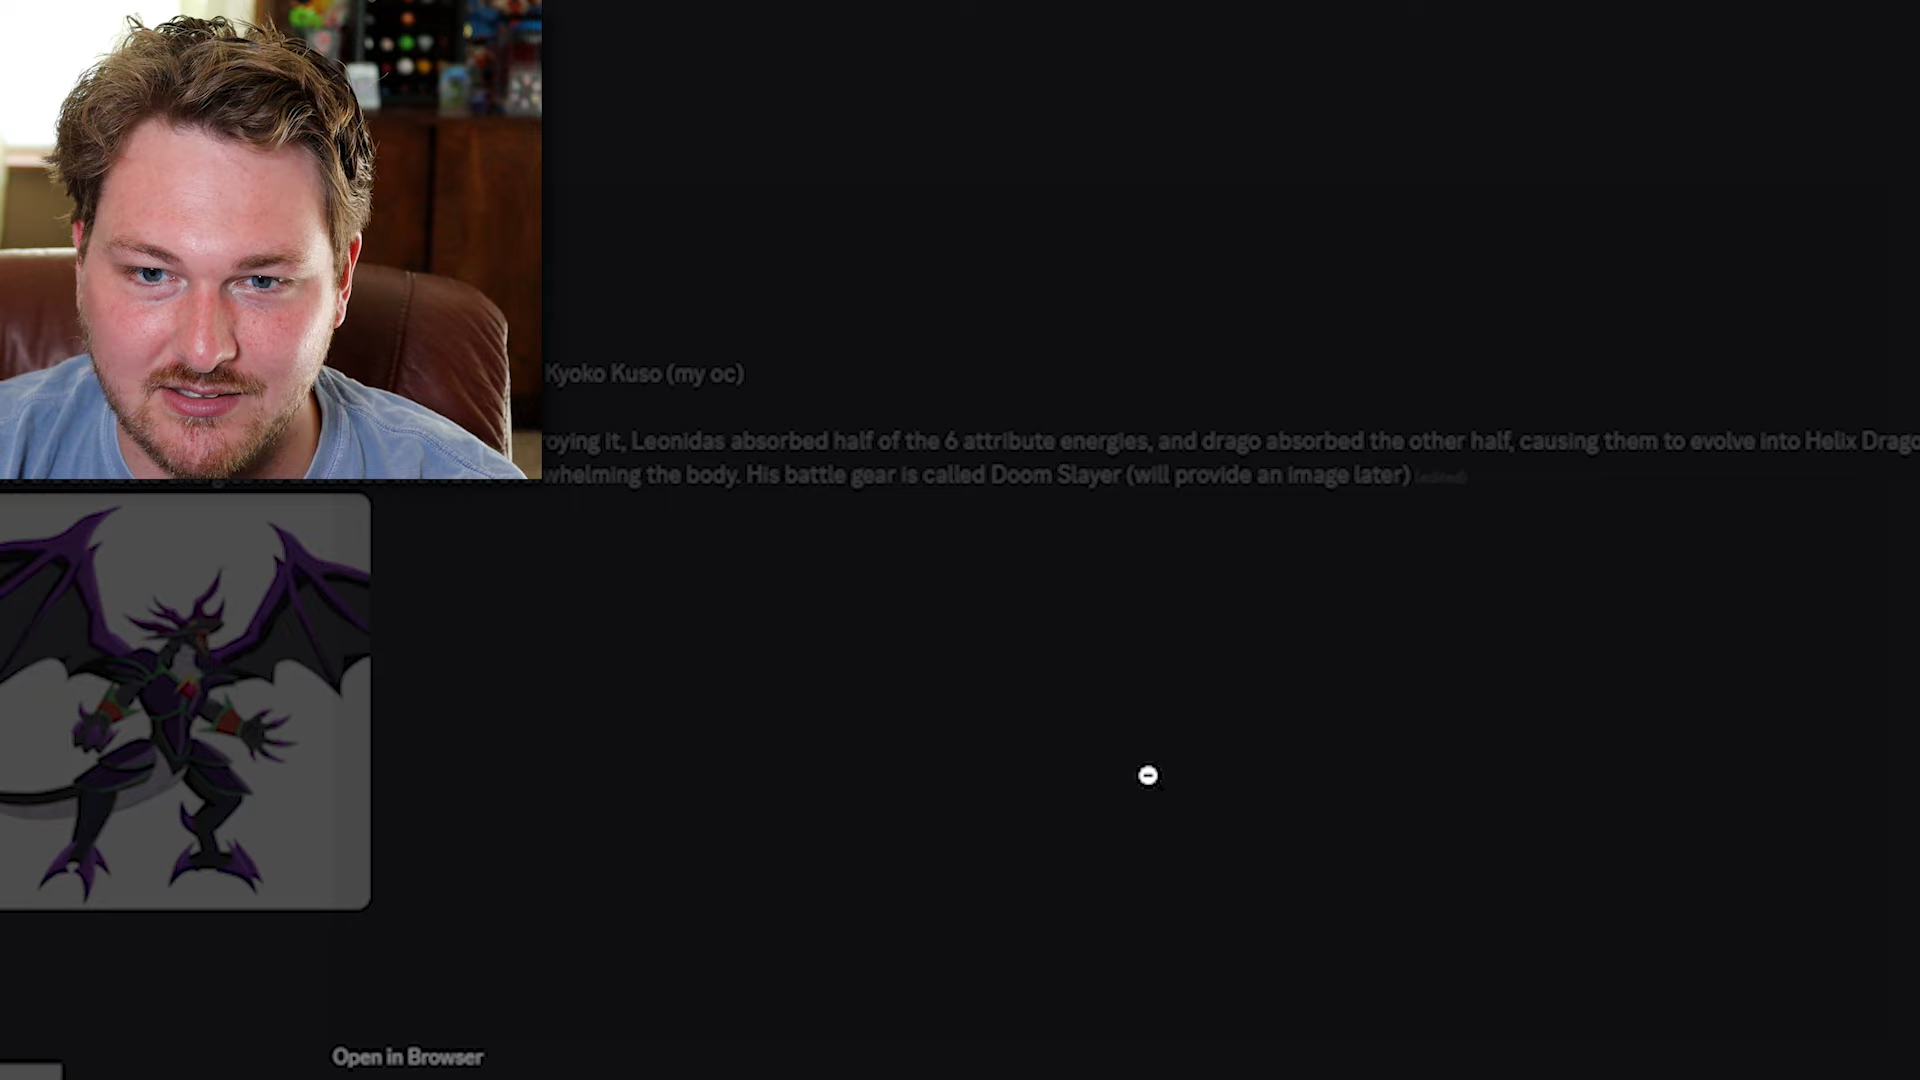 Kyoko Kuso (my oc)
oying it, Leonidas absorbed half of the 6 attribute energies, and drago absorbed the other half, causing them to evolve into Helix Drago
whelming the body. His battle gear is called Doom Slayer (will provide an image later) (edited)
Open in Browser